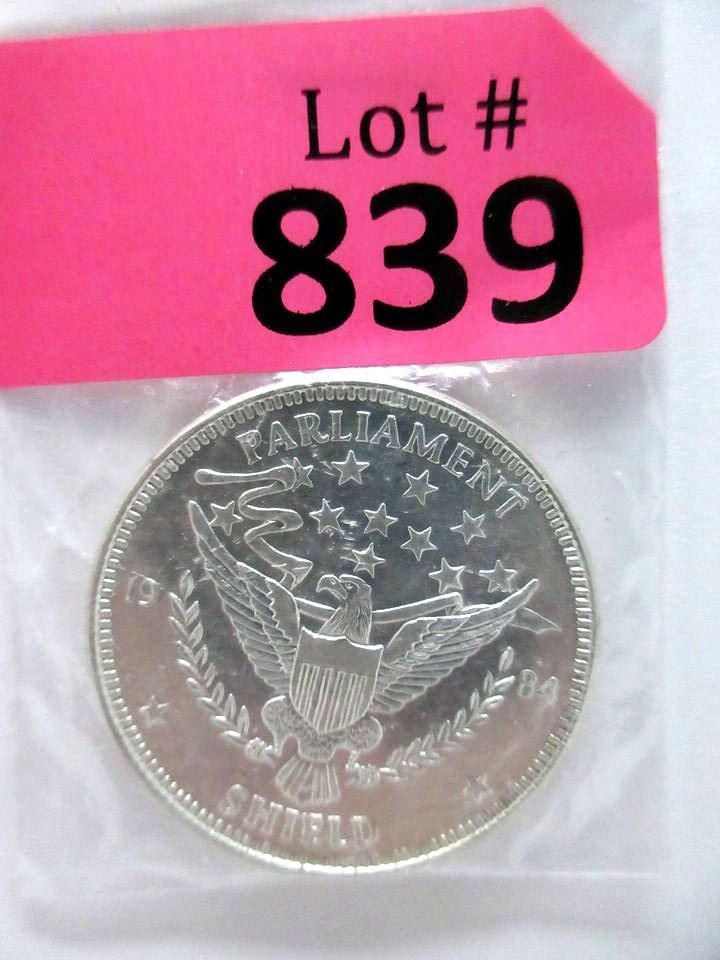 Lot #
839
PARLIAMENT
19 84
SHIELD